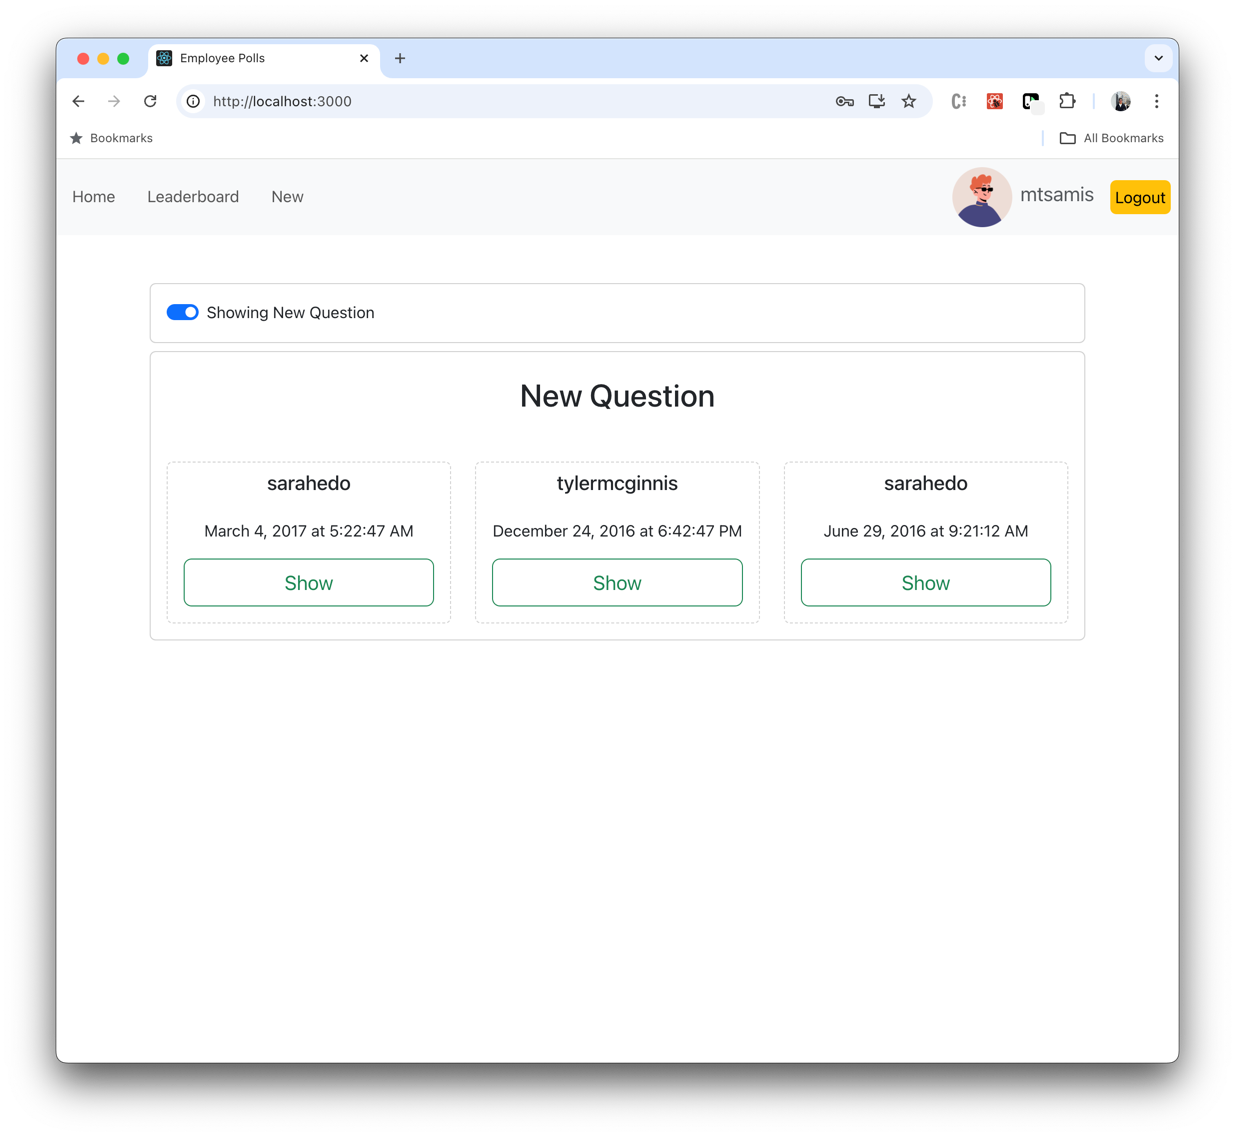 Employee Polls
http://localhost:3000
Bookmarks
All Bookmarks
Home
Leaderboard
New
mtsamis
Logout
Showing New Question
New Question
sarahedo
March 4, 2017 at 5:22:47 AM
Show
tylermcginnis
December 24, 2016 at 6:42:47 PM
Show
sarahedo
June 29, 2016 at 9:21:12 AM
Show